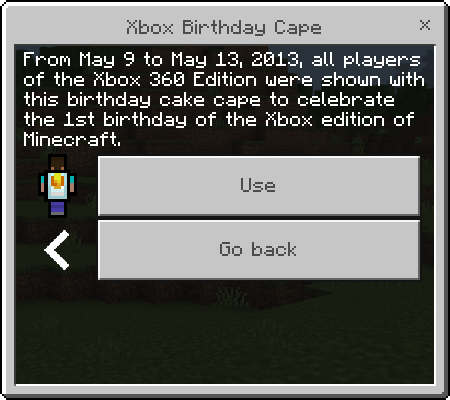 Xbox Birthday Cape
From May 9 to May 13, 2013, all players
of the Xbox 360 Edition were shown with
this birthday cake cape to celebrate
the 1st birthday of the Xbox edition of
Minecraft.
Use
Go back